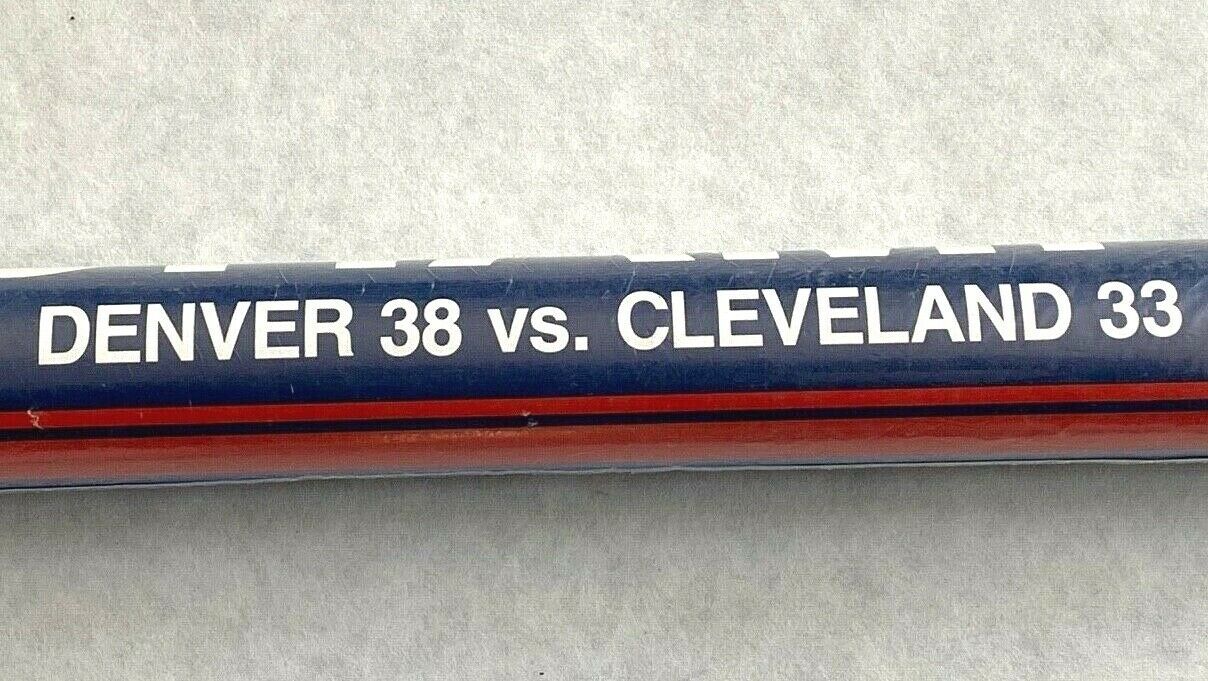 DENVER 38 vs. CLEVELAND 33